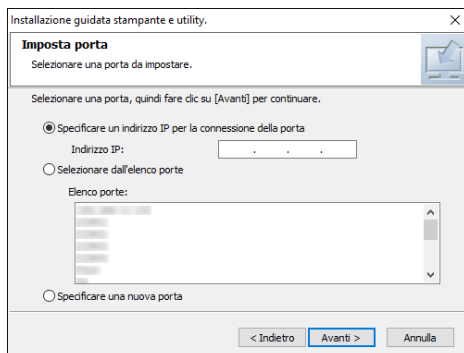 Installazione guidata stampante e utility.
Imposta porta
Selezionare una porta da impostare.
Selezionare una porta, quindi fare clic su [Avanti] per continuare.
Specificare un indirizzo IP per la connessione della porta
Indirizzo IP:
Selezionare dall'elenco porte
Elenco porte:
Specificare una nuova porta
< Indietro
Avanti >
Annulla